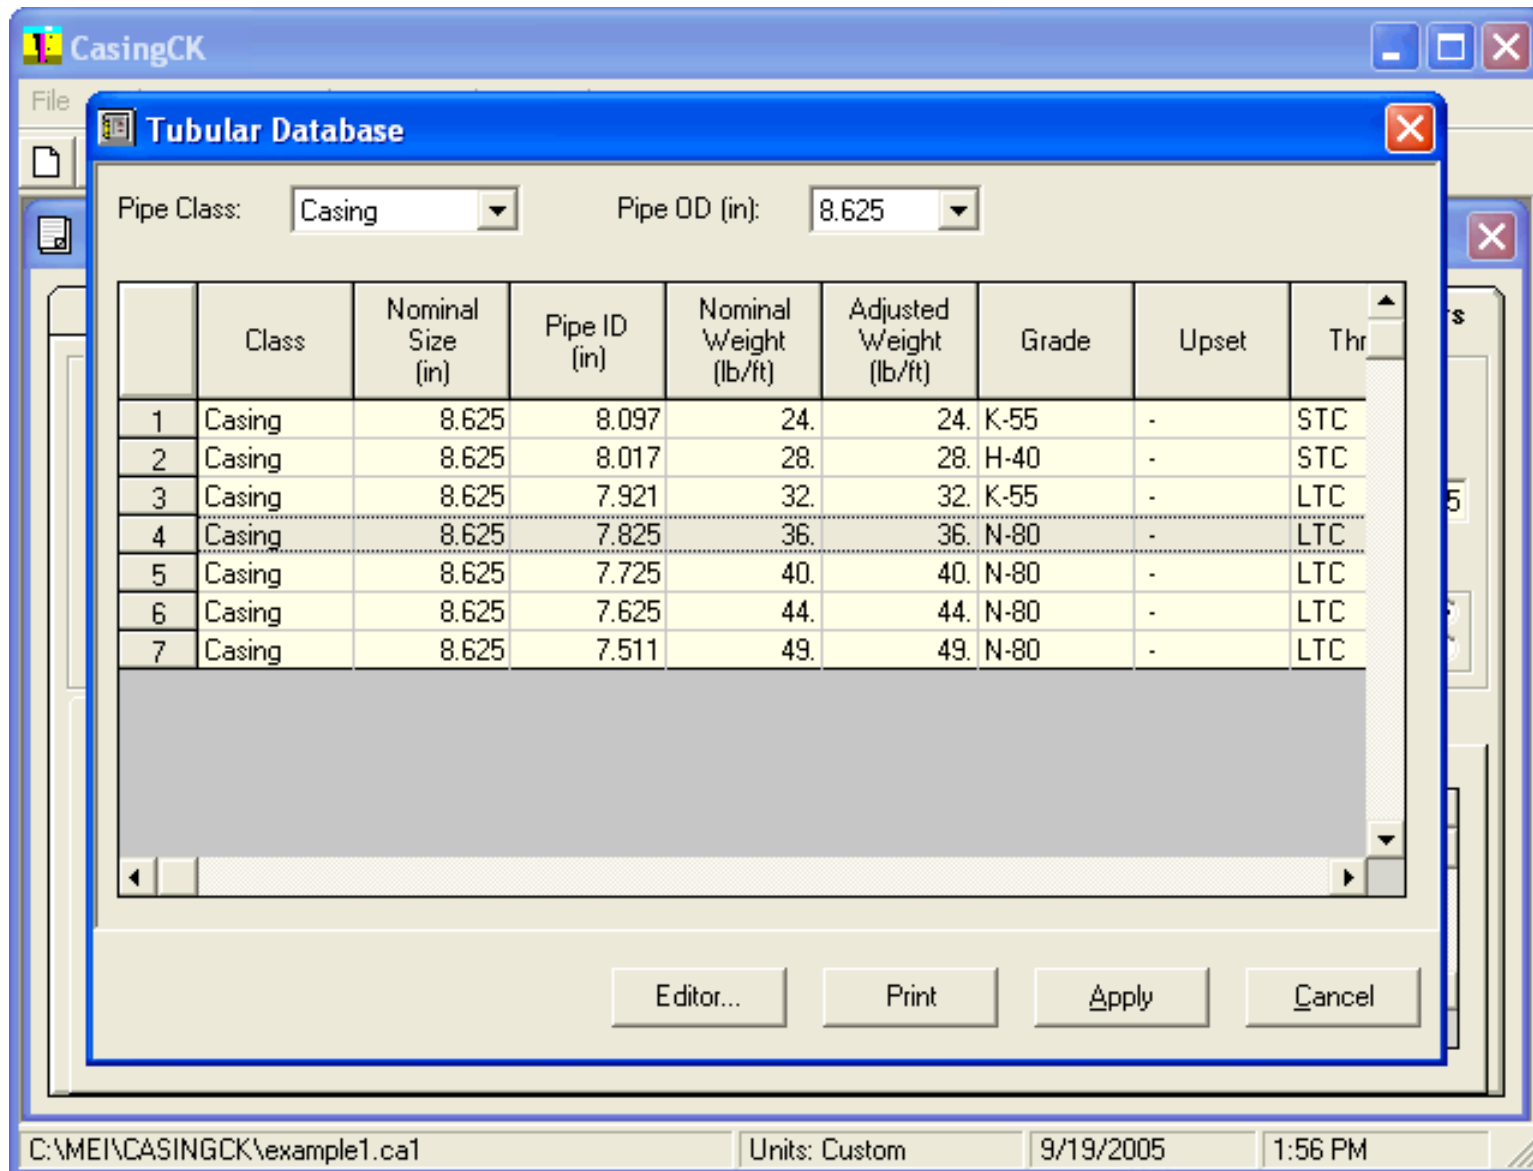 CasingCK
File
Tubular Database
Pipe Class: Casing Pipe OD (in): 8.625
Class Nominal Size (in) Pipe ID (in) Nominal Weight (lb/ft) Adjusted Weight (lb/ft) Grade Upset Thr
1 Casing 8.625 8.097 24. 24. K-55 - STC
2 Casing 8.625 8.017 28. 28. H-40 - STC
3 Casing 8.625 7.921 32. 32. K-55 - LTC
4 Casing 8.625 7.825 36. 36. N-80 - LTC
5 Casing 8.625 7.725 40. 40. N-80 - LTC
6 Casing 8.625 7.625 44. 44. N-80 - LTC
7 Casing 8.625 7.511 49. 49. N-80 - LTC
Editor... Print Apply Cancel
C:\MEI\CASINGCK\example1.ca1 Units: Custom 9/19/2005 1:56 PM